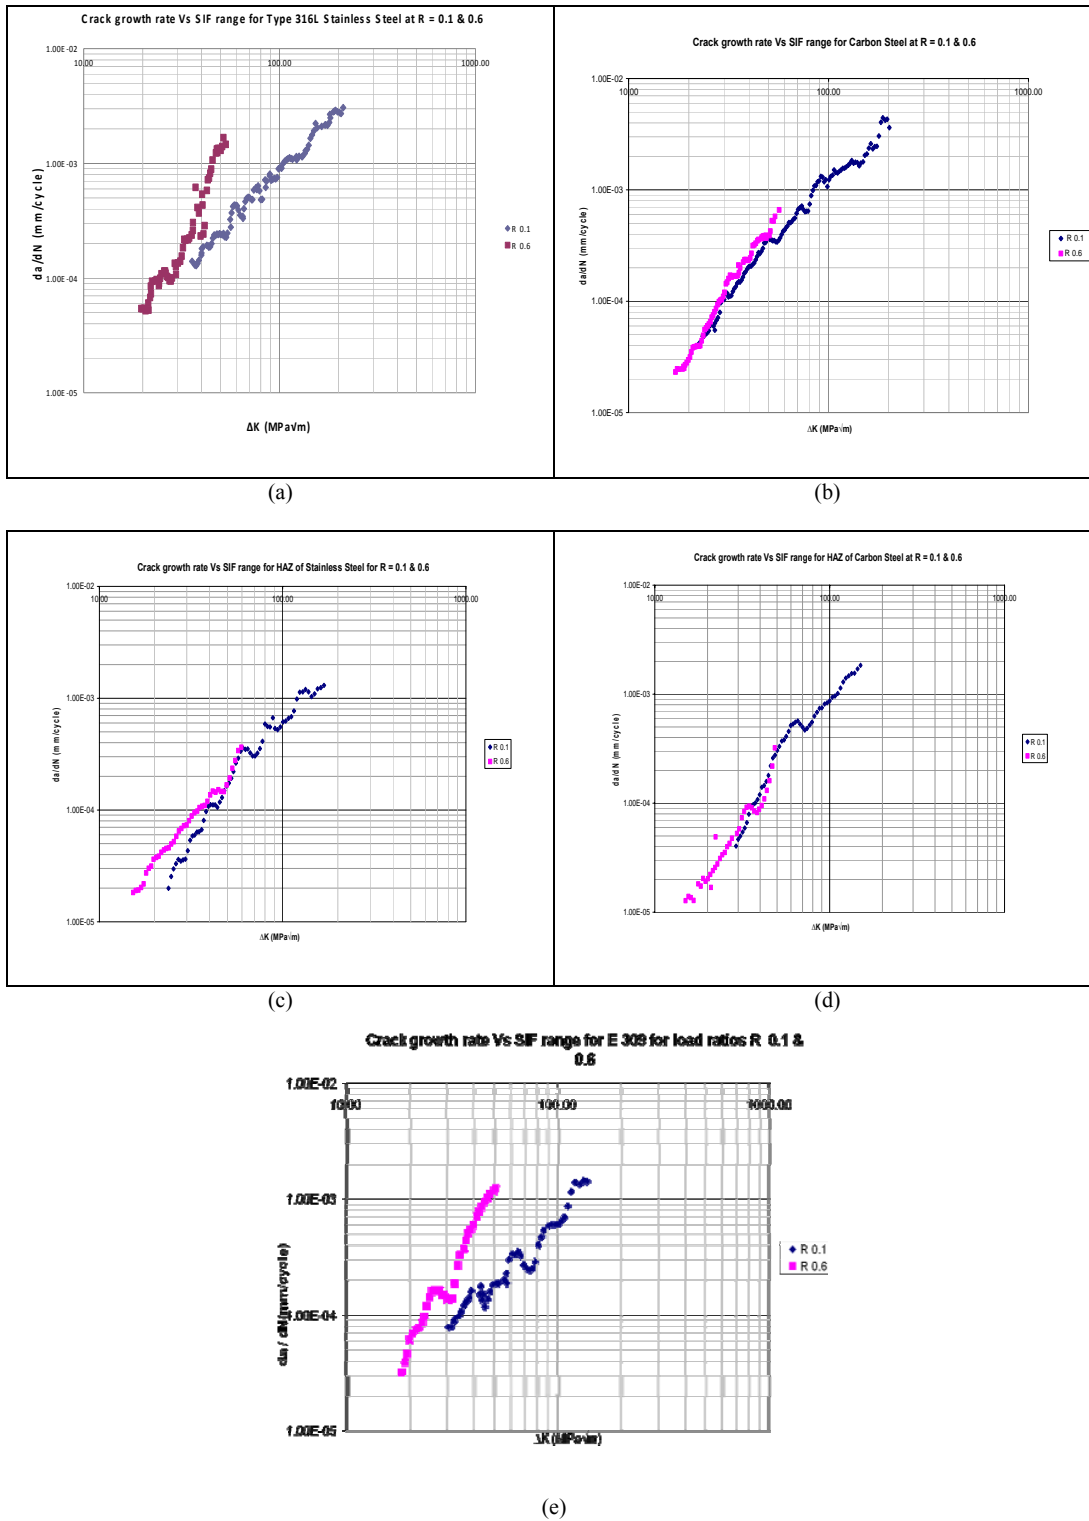 Crack growth rate Vs SIF range for Type 316L Stainless Steel at R = 0.1 & 0.6
1.00E-02
10.00 100.00 1000.00
1.00E-03
1.00E-04
1.00E-05
da/dN (mm/cycle)
ΔK (MPa√m)
R 0.1
R 0.6
(a)
Crack growth rate Vs SIF range for Carbon Steel at R = 0.1 & 0.6
1.00E-02
10.00 100.00 1000.00
1.00E-03
1.00E-04
1.00E-05
da/dN (mm/cycle)
ΔK (MPa√m)
R 0.1
R 0.6
(b)
Crack growth rate Vs SIF range for HAZ of Stainless Steel for R = 0.1 & 0.6
1.00E-02
10.00 100.00 1000.00
1.00E-03
1.00E-04
1.00E-05
da/dN (mm/cycle)
ΔK (MPa√m)
R 0.1
R 0.6
(c)
Crack growth rate Vs SIF range for HAZ of Carbon Steel at R = 0.1 & 0.6
1.00E-02
10.00 100.00 1000.00
1.00E-03
1.00E-04
1.00E-05
da/dN (mm/cycle)
ΔK (MPa√m)
R 0.1
R 0.6
(d)
Crack growth rate Vs SIF range for E 309 for load ratios R 0.1 &
0.6
1.00E-02
10.00 100.00 1000.00
1.00E-03
1.00E-04
1.00E-05
da / dN (mm/cycle)
ΔK (MPa√m)
R 0.1
R 0.6
(e)